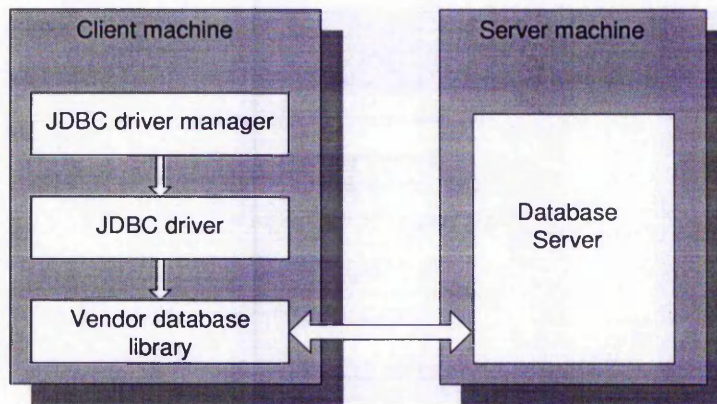 Client machine
JDBC driver manager
JDBC driver
Vendor database
library
Server machine
Database
Server